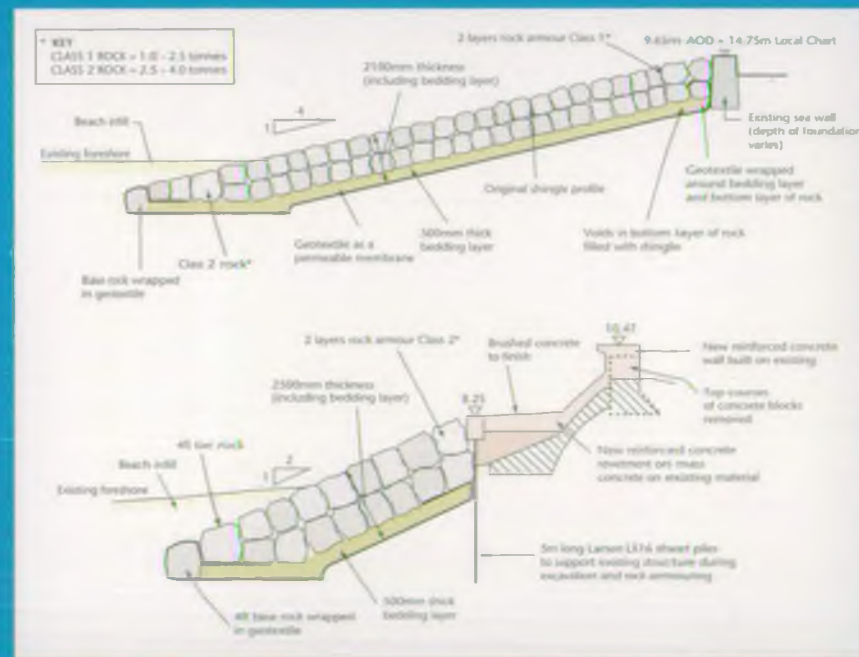 * KEY
CLASS 1 ROCK = 1.0 - 2.5 tonnes
CLASS 2 ROCK = 2.5 - 4.0 tonnes
2 layers rock armour Class 1*
9.65m AOD = 14.75m Local Chart
2100mm thickness
(including bedding layer)
4
1
Beach infill
Existing foreshore
Existing sea wall
(depth of foundation
varies)
Geotextile wrapped
around bedding layer
and bottom layer of rock
Original shingle profile
Geotextile as a
permeable membrane
500mm thick
bedding layer
Voids in bottom layer of rock
filled with shingle
Class 2 rock*
Base rock wrapped
in geotextile
2 layers rock armour Class 2*
Brushed concrete
to finish
10.47
New reinforced concrete
wall built on existing
2500mm thickness
(including bedding layer)
8.25
Top courses
of concrete blocks
removed
4ft toe rock
2
1
Beach infill
Existing foreshore
New reinforced concrete
revetment on mass
concrete on existing material
5m long Larson LX16 sheet piles
to support existing structure during
excavation and rock armouring
500mm thick
bedding layer
base rock wrapped
in geotextile